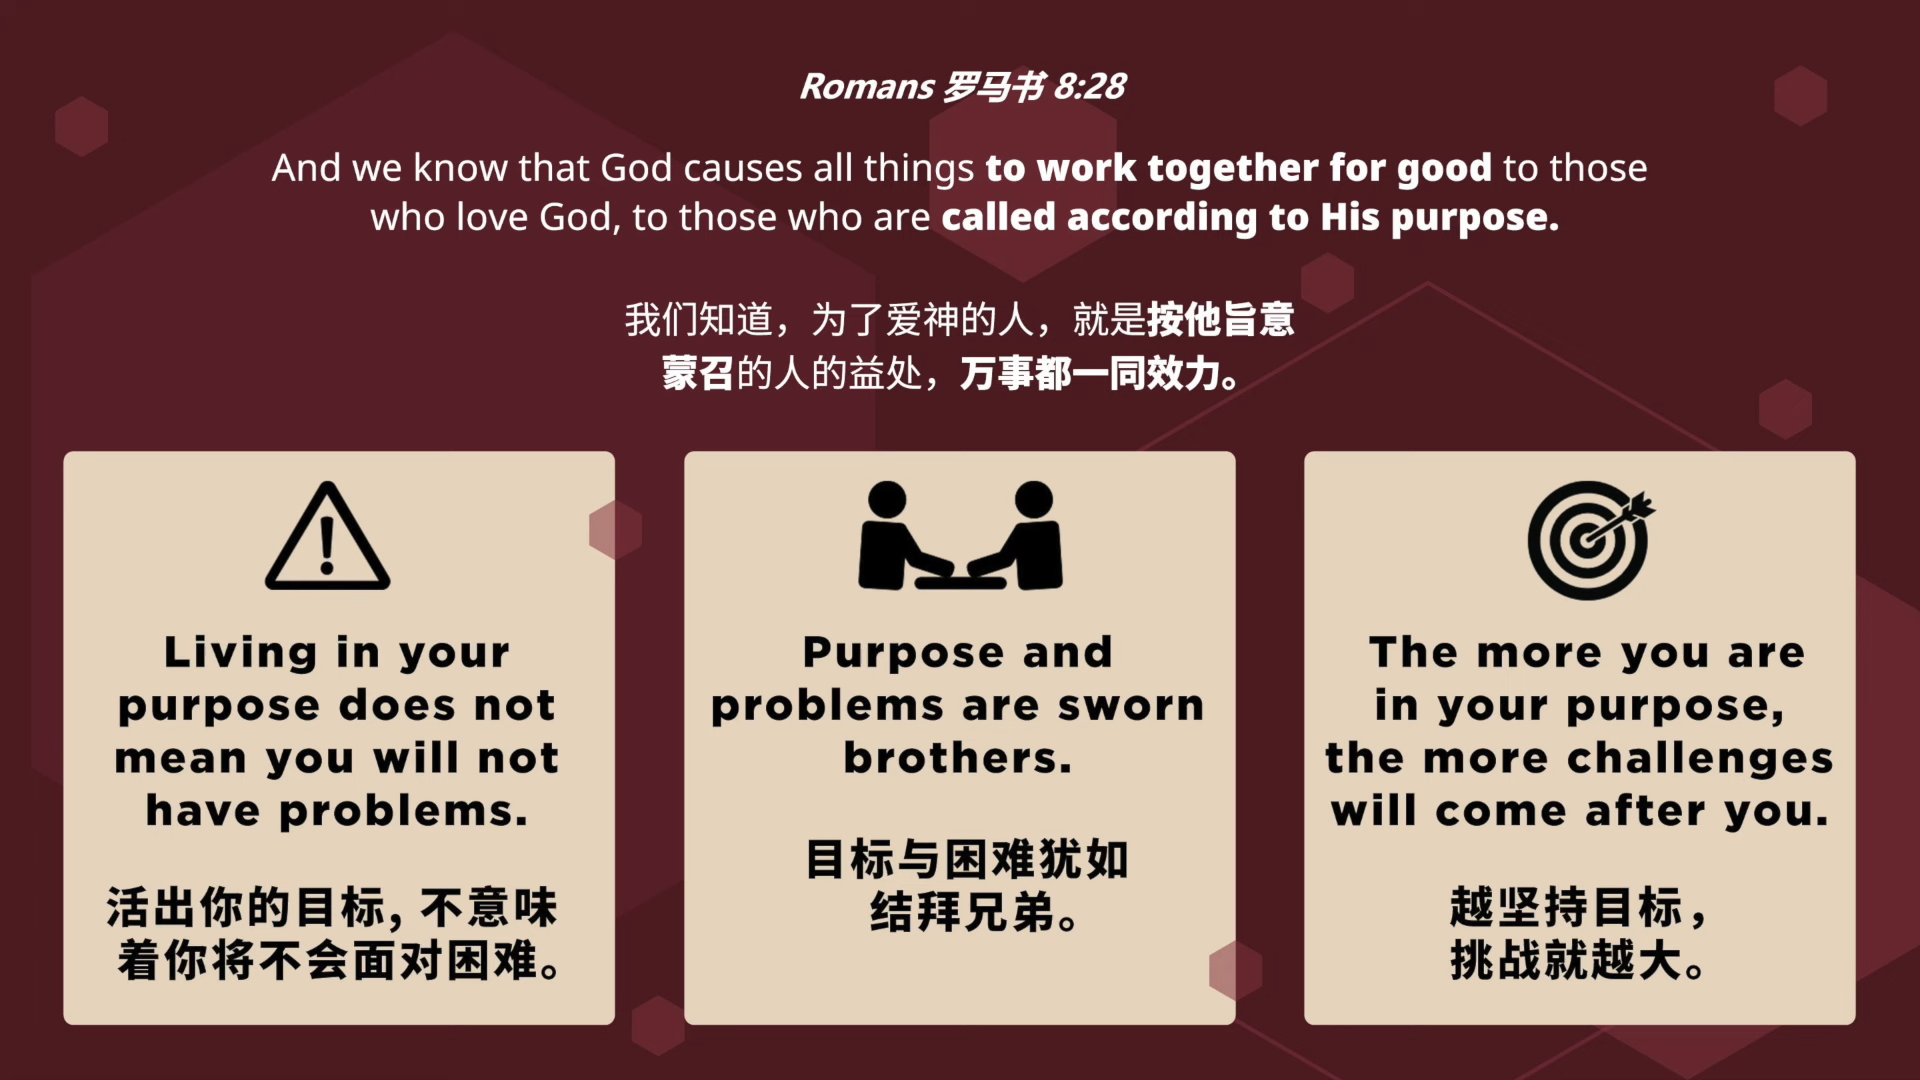 Romans 罗马书 8:28
And we know that God causes all things to work together for good to those
who love God, to those who are called according to His purpose.
我们知道，为了爱神的人，就是按他旨意
蒙召的人的益处，万事都一同效力。
Living in your
purpose does not
mean you will not
have problems.
活出你的目标, 不意味
着你将不会面对困难。
Purpose and
problems are sworn
brothers.
目标与困难犹如
结拜兄弟。
The more you are
in your purpose,
the more challenges
will come after you.
越坚持目标，
挑战就越大。